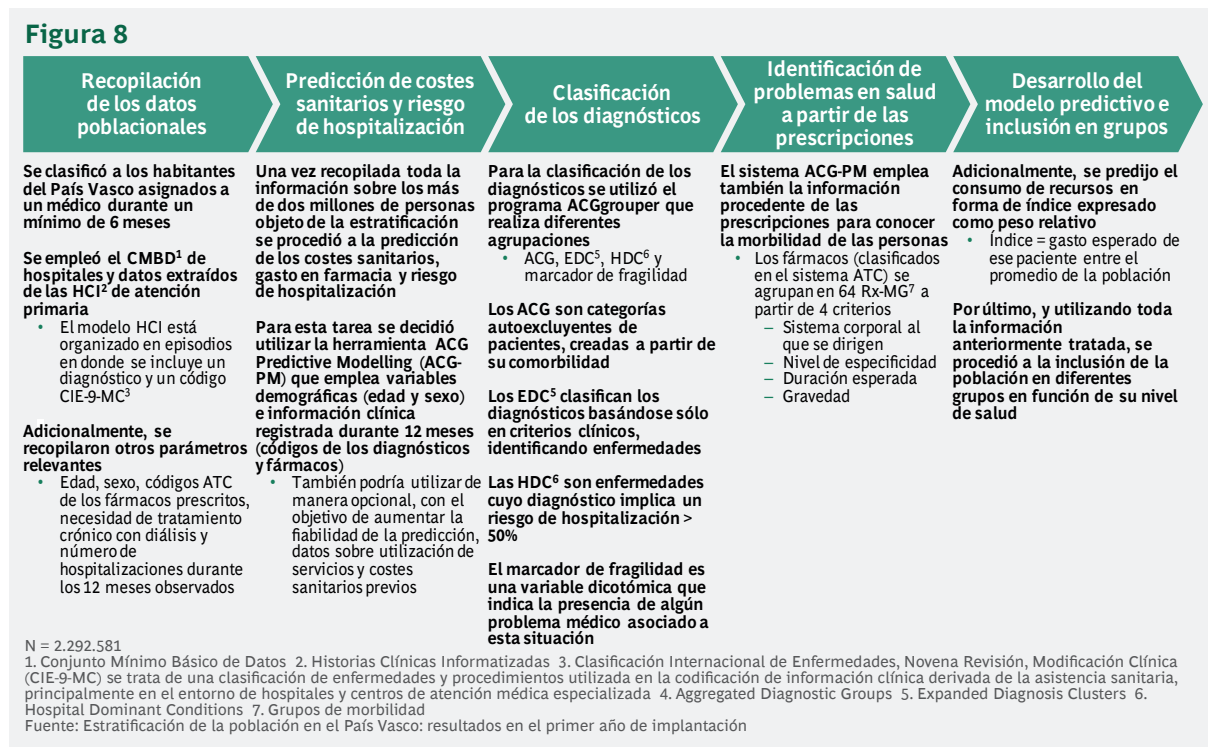 Figura 8
Recopilación
de los datos
poblacionales
Predicción de costes
sanitarios y riesgo
de hospitalización
Clasificación
de los diagnósticos
Identificación de
problemas en salud
a partir de las
prescripciones
Desarrollo del
modelo predictivo e
inclusión en grupos
Se clasificó a los habitantes
del País Vasco asignados a
un médico durante un
mínimo de 6 meses
Se empleó el CMBD¹ de
hospitales y datos extraídos
de las HCI² de atención
primaria
• El modelo HCI está
organizado en episodios
en donde se incluye un
diagnóstico y un código
CIE-9-MC³
Adicionalmente, se
recopilaron otros parámetros
relevantes
• Edad, sexo, códigos ATC
de los fármacos prescritos,
necesidad de tratamiento
crónico con diálisis y
número de
hospitalizaciones durante
los 12 meses observados
Una vez recopilada toda la
información sobre los más
de dos millones de personas
objeto de la estratificación
se procedió a la predicción
de los costes sanitarios,
gasto en farmacia y riesgo
de hospitalización
Para esta tarea se decidió
utilizar la herramienta ACG
Predictive Modelling (ACG-
PM) que emplea variables
demográficas (edad y sexo)
e información clínica
registrada durante 12 meses
(códigos de los diagnósticos
y fármacos)
• También podría utilizar de
manera opcional, con el
objetivo de aumentar la
fiabilidad de la predicción,
datos sobre utilización de
servicios y costes
sanitarios previos
Para la clasificación de los
diagnósticos se utilizó el
programa ACGgrouper que
realiza diferentes
agrupaciones
• ACG, EDC⁵, HDC⁶ y
marcador de fragilidad
Los ACG son categorías
autoexcluyentes de
pacientes, creadas a partir de
su comorbilidad
Los EDC⁵ clasifican los
diagnósticos basándose sólo
en criterios clínicos,
identificando enfermedades
Las HDC⁶ son enfermedades
cuyo diagnóstico implica un
riesgo de hospitalización >
50%
El marcador de fragilidad es
una variable dicotómica que
indica la presencia de algún
problema médico asociado a
esta situación
El sistema ACG-PM emplea
también la información
procedente de las
prescripciones para conocer
la morbilidad de las personas
• Los fármacos (clasificados
en el sistema ATC) se
agrupan en 64 Rx-MG⁷ a
partir de 4 criterios
– Sistema corporal al
que se dirigen
– Nivel de especificidad
– Duración esperada
– Gravedad
Adicionalmente, se predijo el
consumo de recursos en
forma de índice expresado
como peso relativo
• Índice = gasto esperado de
ese paciente entre el
promedio de la población
Por último, y utilizando toda
la información
anteriormente tratada, se
procedió a la inclusión de la
población en diferentes
grupos en función de su nivel
de salud
N = 2.292.581
1. Conjunto Mínimo Básico de Datos 2. Historias Clínicas Informatizadas 3. Clasificación Internacional de Enfermedades, Novena Revisión, Modificación Clínica
(CIE-9-MC) se trata de una clasificación de enfermedades y procedimientos utilizada en la codificación de información clínica derivada de la asistencia sanitaria,
principalmente en el entorno de hospitales y centros de atención médica especializada 4. Aggregated Diagnostic Groups 5. Expanded Diagnosis Clusters 6.
Hospital Dominant Conditions 7. Grupos de morbilidad
Fuente: Estratificación de la población en el País Vasco: resultados en el primer año de implantación